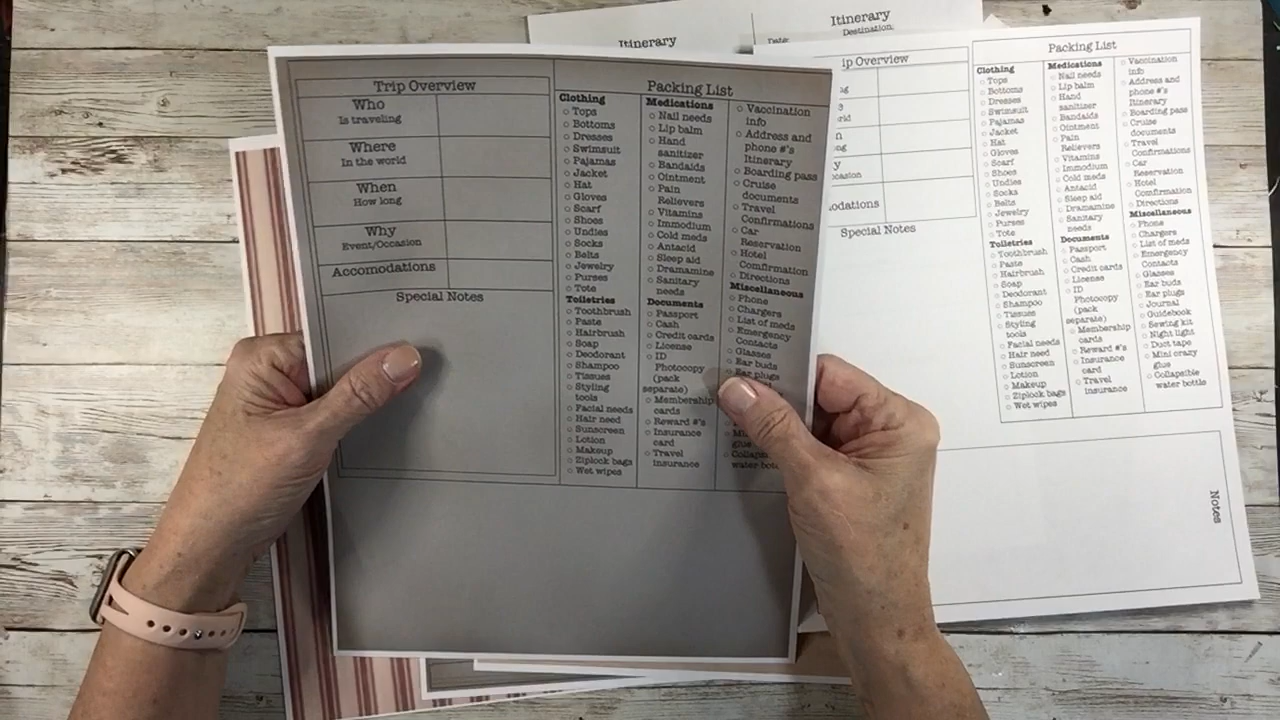 Itinerary
Itinerary
Destination:
Date:
Trip Overview
Who
Is traveling
Where
In the world
When
How long
Why
Event/Occasion
Accomodations
Special Notes
Packing List
Clothing
Tops
Bottoms
Dresses
Swimsuit
Pajamas
Jacket
Hat
Gloves
Scarf
Shoes
Undies
Socks
Belts
Jewelry
Purses
Tote
Toiletries
Toothbrush
Paste
Hairbrush
Soap
Deodorant
Shampoo
Tissues
Styling
tools
Facial needs
Hair need
Sunscreen
Lotion
Makeup
Ziplock bags
Wet wipes
Medications
Nail needs
Lip balm
Hand
sanitizer
Bandaids
Ointment
Pain
Relievers
Vitamins
Immodium
Cold meds
Antacid
Sleep aid
Dramamine
Sanitary
needs
Documents
Passport
Cash
Credit cards
License
ID
Photocopy
(pack
separate)
Membership
cards
Reward #'s
Insurance
card
Travel
insurance
Vaccination
info
Address and
phone #'s
Itinerary
Boarding pass
Cruise
documents
Travel
Confirmations
Car
Reservation
Hotel
Comfirmation
Directions
Miscellaneous
Phone
Chargers
List of meds
Emergency
Contacts
Glasses
Ear buds
Ear plugs
water
Overview
Special Notes
Packing List
Clothing
Tops
Bottoms
Dresses
Swimsuit
Pajamas
Jacket
Hat
Gloves
Scarf
Shoes
Undies
Socks
Belts
Jewelry
Purses
Tote
Toiletries
Toothbrush
Paste
Hairbrush
Soap
Deodorant
Shampoo
Tissues
Styling
tools
Facial needs
Hair need
Sunscreen
Lotion
Makeup
Ziplock bags
Wet wipes
Medications
Nail needs
Lip balm
Hand
sanitizer
Bandaids
Ointment
Pain
Relievers
Vitamins
Immodium
Cold meds
Antacid
Sleep aid
Dramamine
Sanitary
needs
Documents
Passport
Cash
Credit cards
License
ID
Photocopy
(pack
separate)
Membership
cards
Reward #'s
Insurance
card
Travel
insurance
Vaccination
info
Address and
phone #'s
Itinerary
Boarding pass
Cruise
documents
Travel
Confirmations
Car
Reservation
Hotel
Comfirmation
Directions
Miscellaneous
Phone
Chargers
List of meds
Emergency
Contacts
Glasses
Ear buds
Ear plugs
Journal
Guidebook
Sewing kit
Night light
Duct tape
Mini crazy
glue
Collapsible
water bottle
Notes